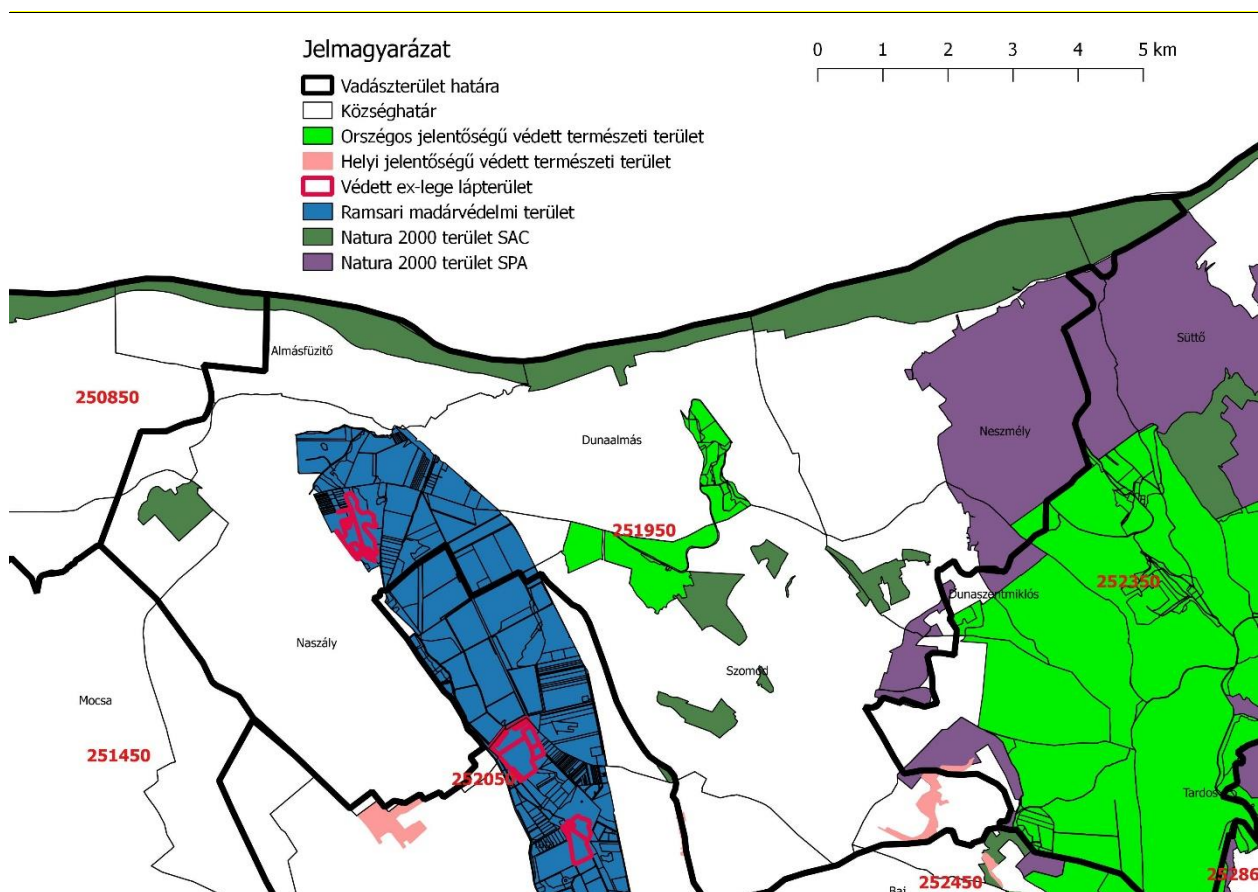 Jelmagyarázat
Vadászterület határa
Községhatár
Országos jelentőségű védett természeti terület
Helyi jelentőségű védett természeti terület
Védett ex-lege lápterület
Ramsari madárvédelmi terület
Natura 2000 terület SAC
Natura 2000 terület SPA
0 1 2 3 4 5 km
Süttő
Almásfüzitő
250850
Dunaalmás
Neszmély
251950
252350
Dunaszentmiklós
Naszály
Szomód
Mocsa
251450
252050
Tardos
252450
Baj